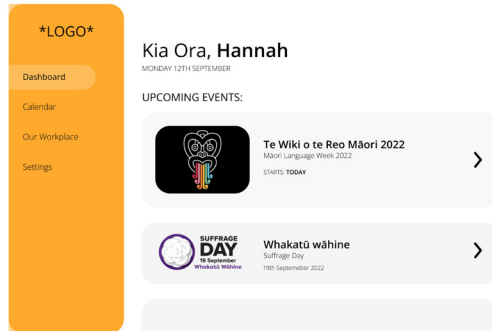 *LOGO*
Dashboard
Calendar
Our Workplace
Settings
Kia Ora, Hannah
MONDAY 12TH SEPTEMBER
UPCOMING EVENTS:
Te Wiki o te Reo Māori 2022
Māori Language Week 2022
STARTS: TODAY
SUFFRAGE
DAY
19 September
Whakatū Wāhine
Whakatū wāhine
Suffrage Day
19th Septemeber 2022